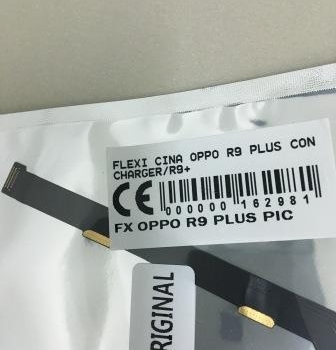 FLEXI CINA OPPO R9 PLUS CON
CHARGER/R9+
CE
000000 162981
FX OPPO R9 PLUS PIC
ORIGINAL